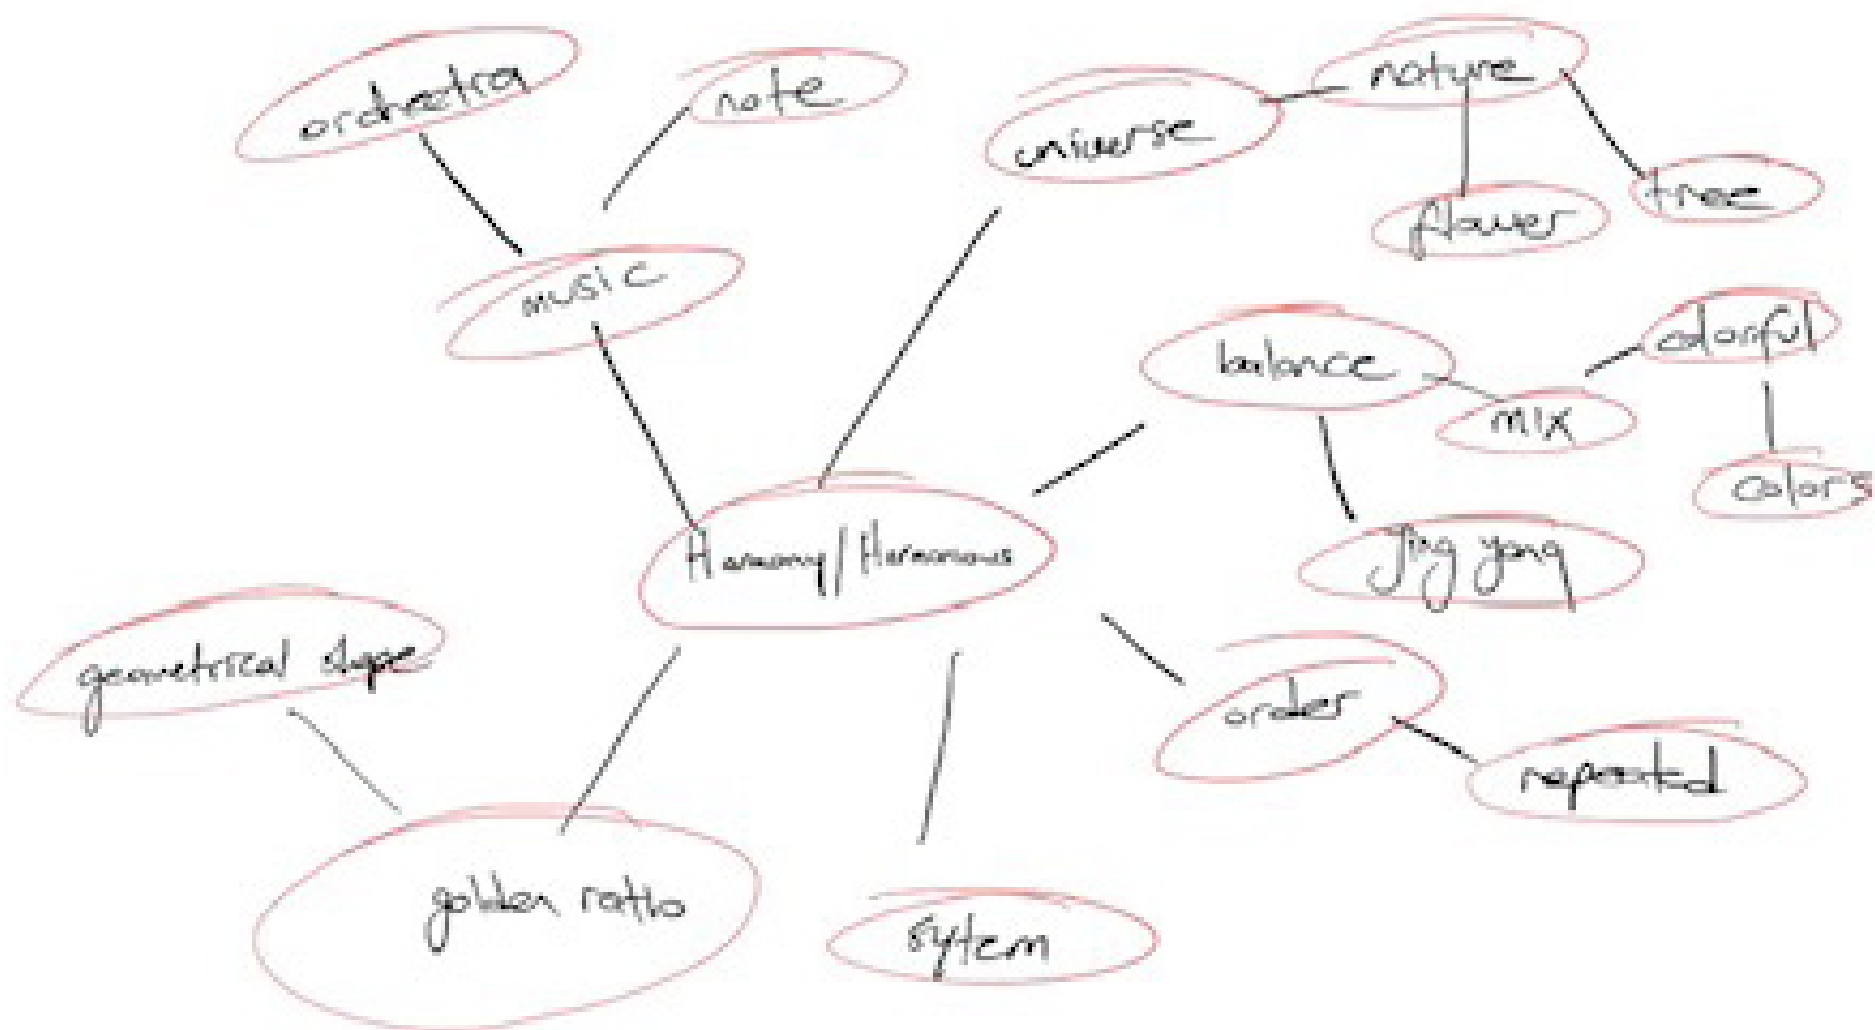 orchestra
note
nature
universe
tree
flower
music
colorful
balance
mix
colors
Harmony/Harmonious
jing yang
geometrical shape
order
repeated
golden ratio
sytem